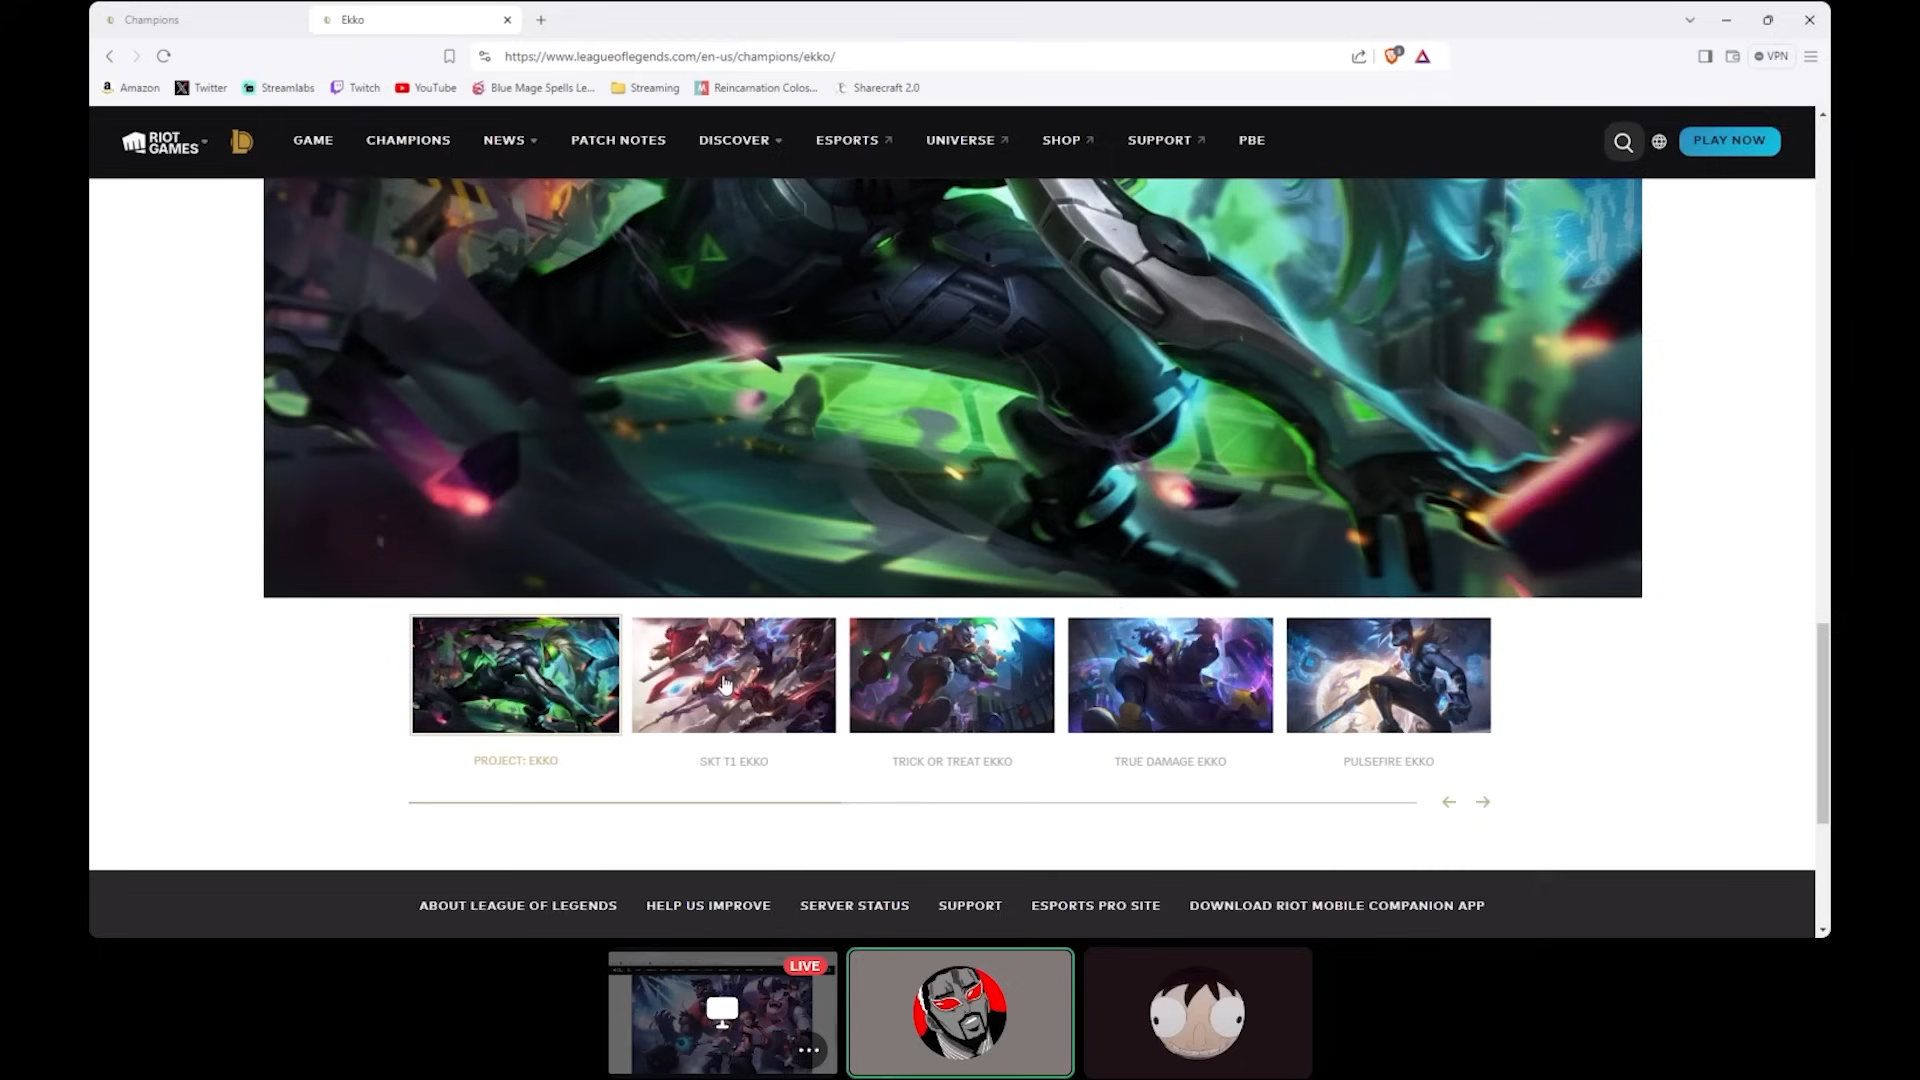 Champions
Ekko
https://www.leagueoflegends.com/en-us/champions/ekko/
VPN
Amazon
Twitter
Streamlabs
Twitch
YouTube
Blue Mage Spells Le...
Streaming
Reincarnation Colos...
Sharecraft 2.0
RIOT GAMES
GAME
CHAMPIONS
NEWS
PATCH NOTES
DISCOVER
ESPORTS
UNIVERSE
SHOP
SUPPORT
PBE
PLAY NOW
PROJECT: EKKO
SKT T1 EKKO
TRICK OR TREAT EKKO
TRUE DAMAGE EKKO
PULSEFIRE EKKO
ABOUT LEAGUE OF LEGENDS
HELP US IMPROVE
SERVER STATUS
SUPPORT
ESPORTS PRO SITE
DOWNLOAD RIOT MOBILE COMPANION APP
LIVE